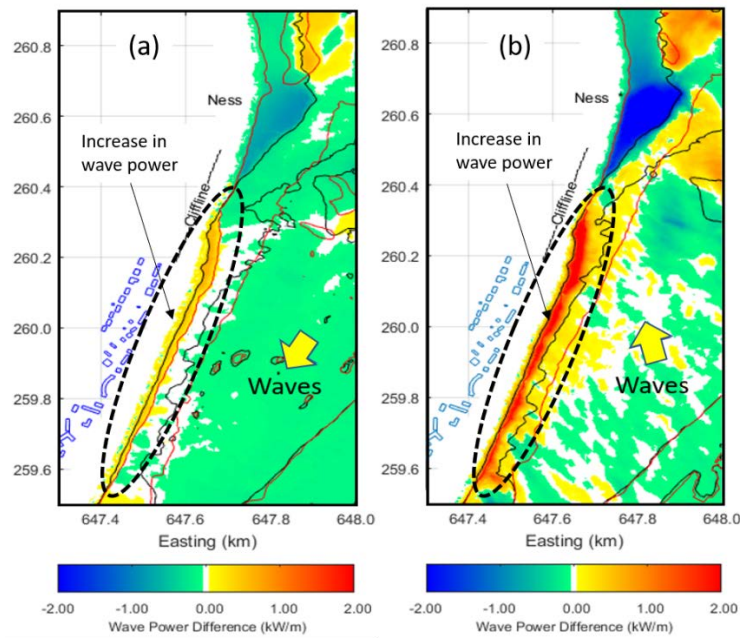 (a)
(b)
260.8
260.6
260.4
260.2
260.0
259.8
259.6
Ness
Increase in
wave power
Cliffline
Waves
647.4
647.6
647.8
648.0
Easting (km)
-2.00
-1.00
0.00
1.00
2.00
Wave Power Difference (kW/m)
260.8
260.6
260.4
260.2
260.0
259.8
259.6
Ness
Increase in
wave power
Cliffline
Waves
647.4
647.6
647.8
648.0
Easting (km)
-2.00
-1.00
0.00
1.00
2.00
Wave Power Difference (kW/m)